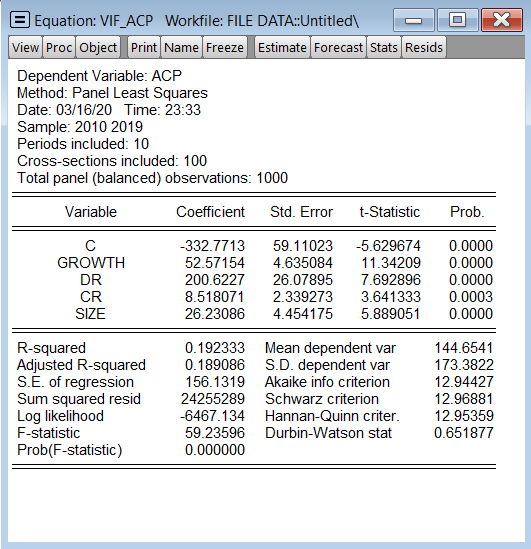 Equation: VIF_ACP Workfile: FILE DATA::Untitled\
View Proc Object Print Name Freeze Estimate Forecast Stats Resids
Dependent Variable: ACP
Method: Panel Least Squares
Date: 03/16/20 Time: 23:33
Sample: 2010 2019
Periods included: 10
Cross-sections included: 100
Total panel (balanced) observations: 1000
Variable Coefficient Std. Error t-Statistic Prob.
C -332.7713 59.11023 -5.629674 0.0000
GROWTH 52.57154 4.635084 11.34209 0.0000
DR 200.6227 26.07895 7.692896 0.0000
CR 8.518071 2.339273 3.641333 0.0003
SIZE 26.23086 4.454175 5.889051 0.0000
R-squared 0.192333 Mean dependent var 144.6541
Adjusted R-squared 0.189086 S.D. dependent var 173.3822
S.E. of regression 156.1319 Akaike info criterion 12.94427
Sum squared resid 24255289 Schwarz criterion 12.96881
Log likelihood -6467.134 Hannan-Quinn criter. 12.95359
F-statistic 59.23596 Durbin-Watson stat 0.651877
Prob(F-statistic) 0.000000